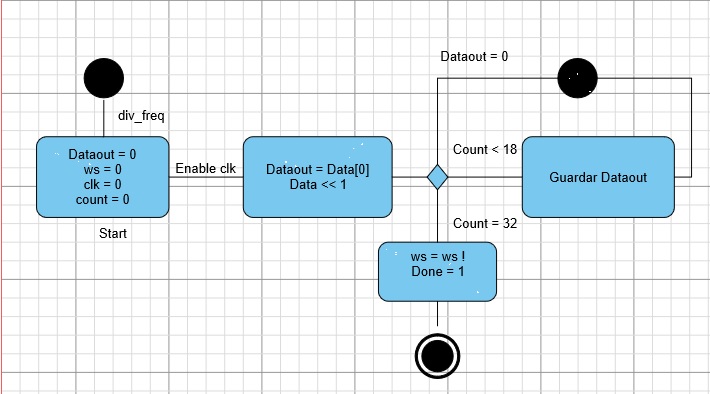 Dataout = 0
div_freq
Dataout = 0
ws = 0
clk = 0
count = 0
Start
Enable clk
Dataout = Data[0]
Data << 1
Count < 18
Guardar Dataout
Count = 32
ws = ws !
Done = 1